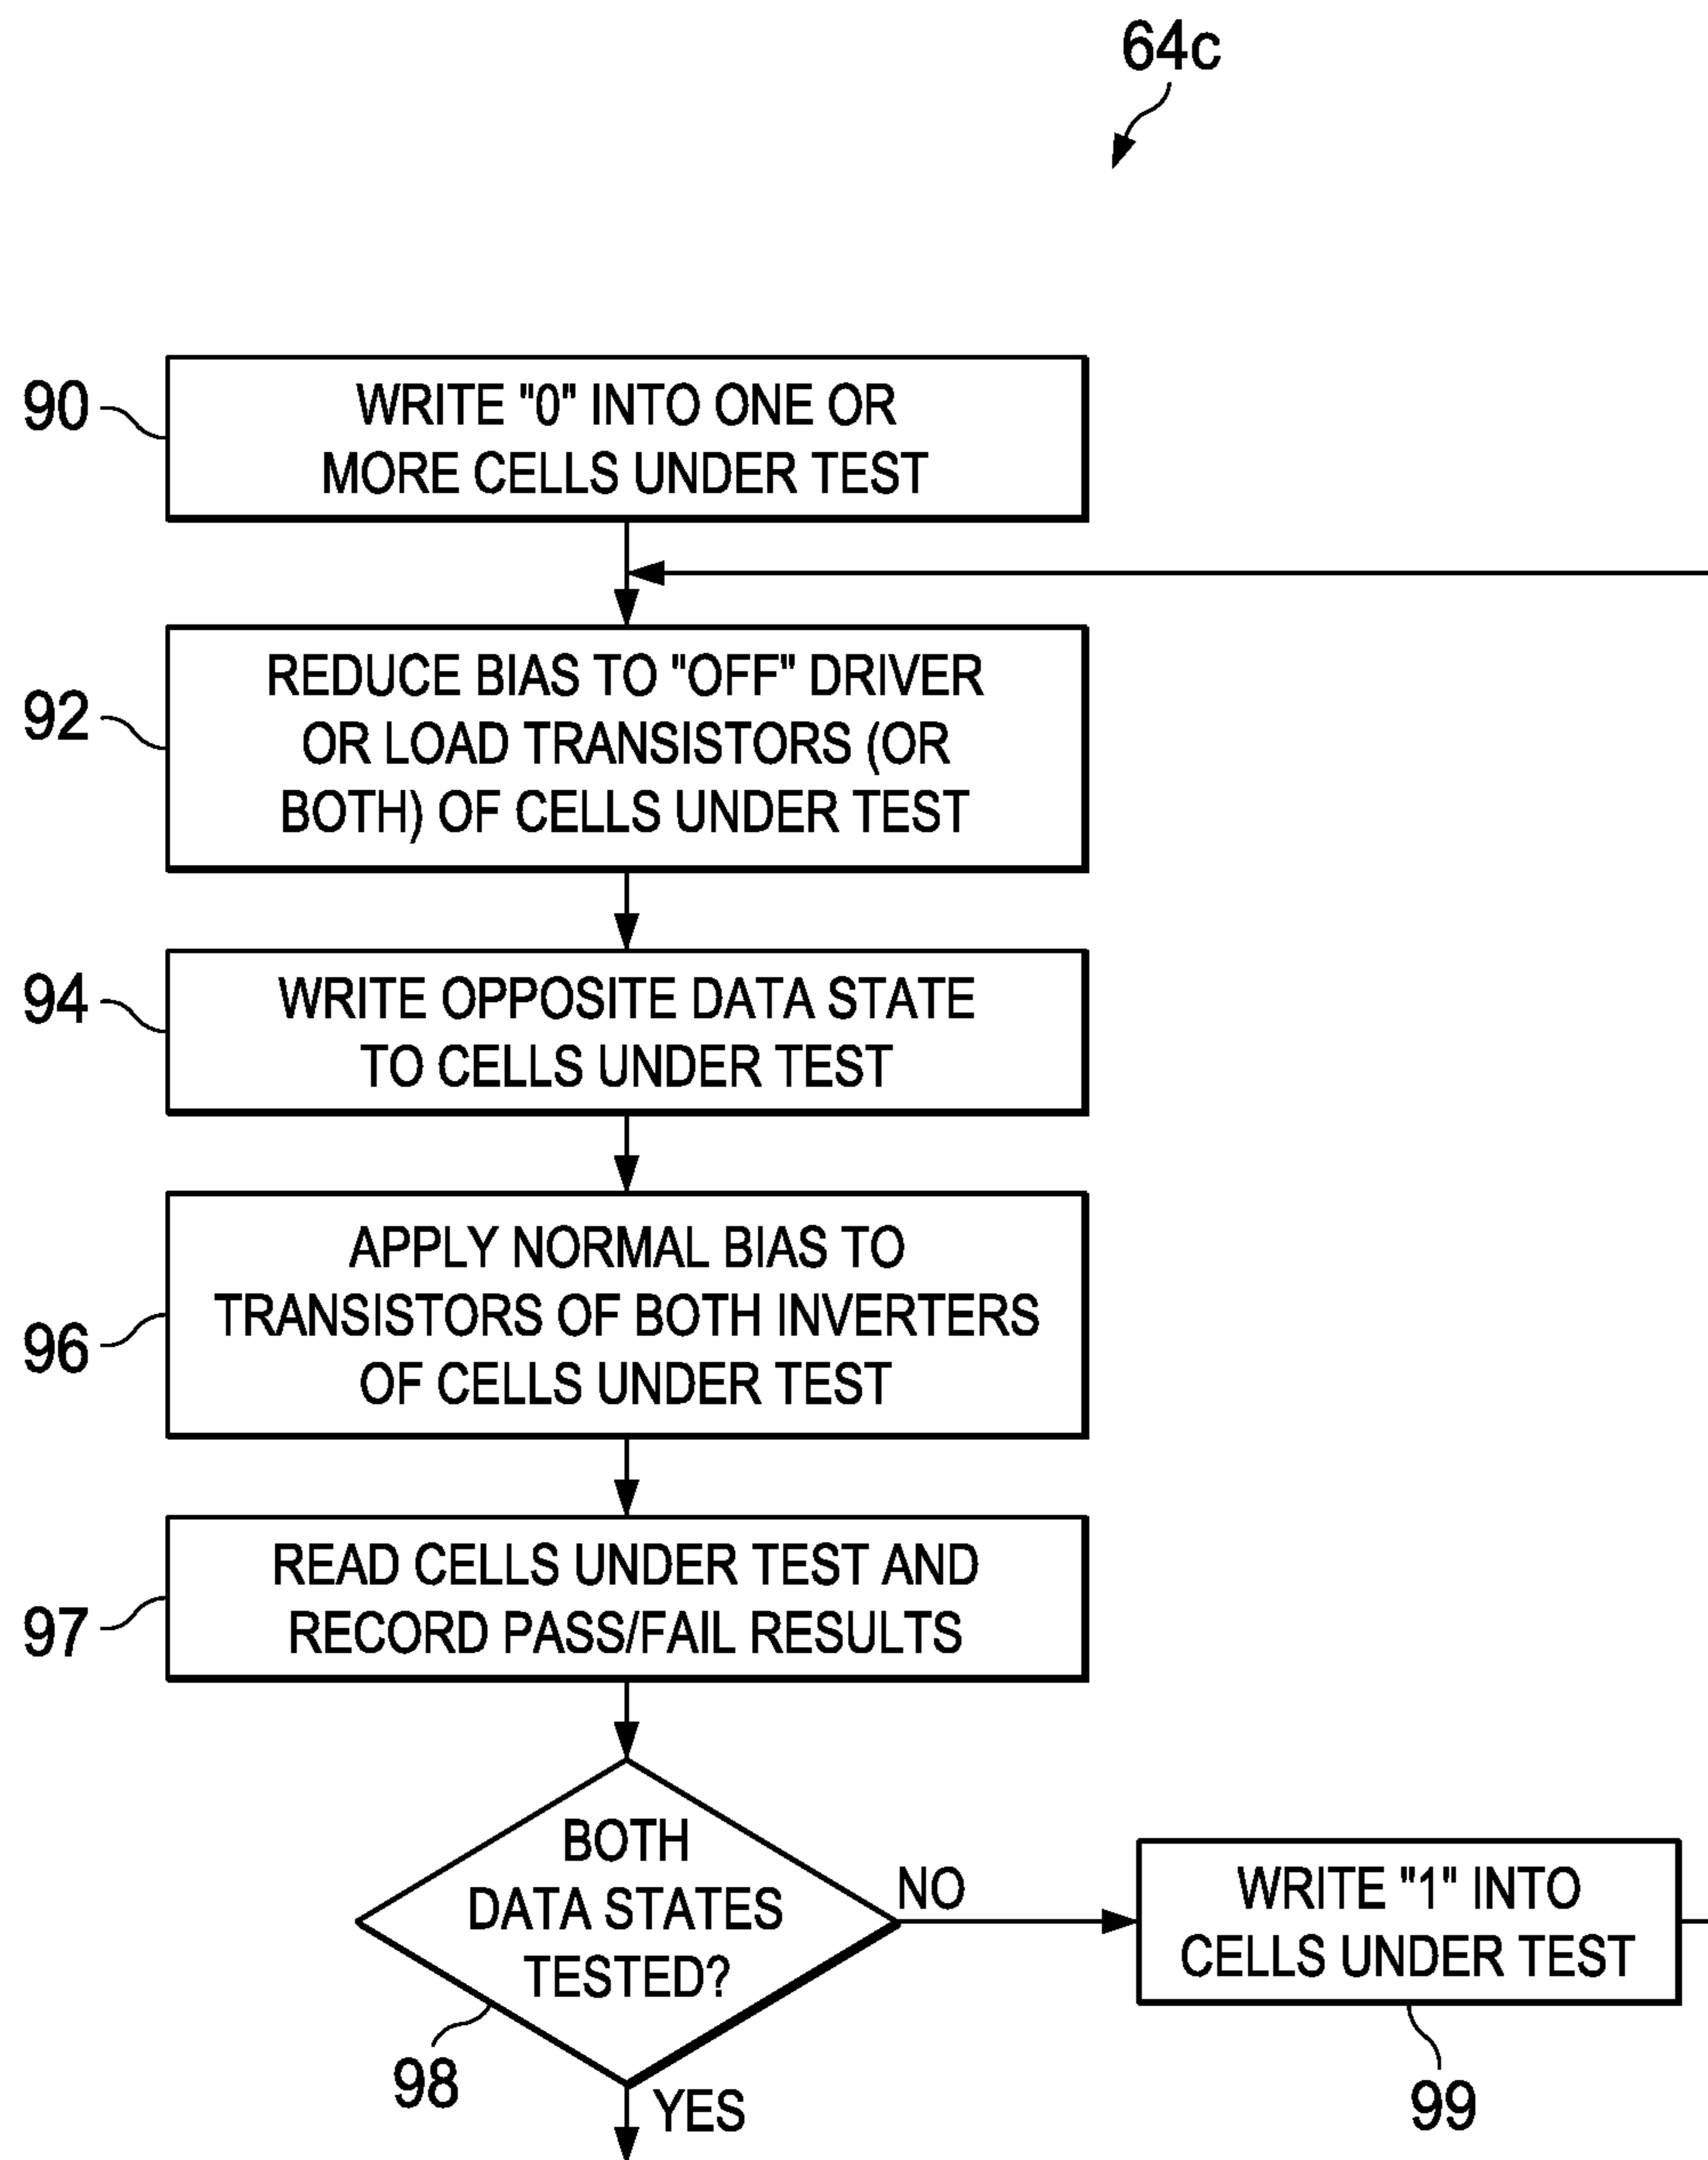 64c
90
WRITE "0" INTO ONE OR
MORE CELLS UNDER TEST
92
REDUCE BIAS TO "OFF" DRIVER
OR LOAD TRANSISTORS (OR
BOTH) OF CELLS UNDER TEST
94
WRITE OPPOSITE DATA STATE
TO CELLS UNDER TEST
96
APPLY NORMAL BIAS TO
TRANSISTORS OF BOTH INVERTERS
OF CELLS UNDER TEST
97
READ CELLS UNDER TEST AND
RECORD PASS/FAIL RESULTS
BOTH
DATA STATES
TESTED?
98
NO
WRITE "1" INTO
CELLS UNDER TEST
99
YES